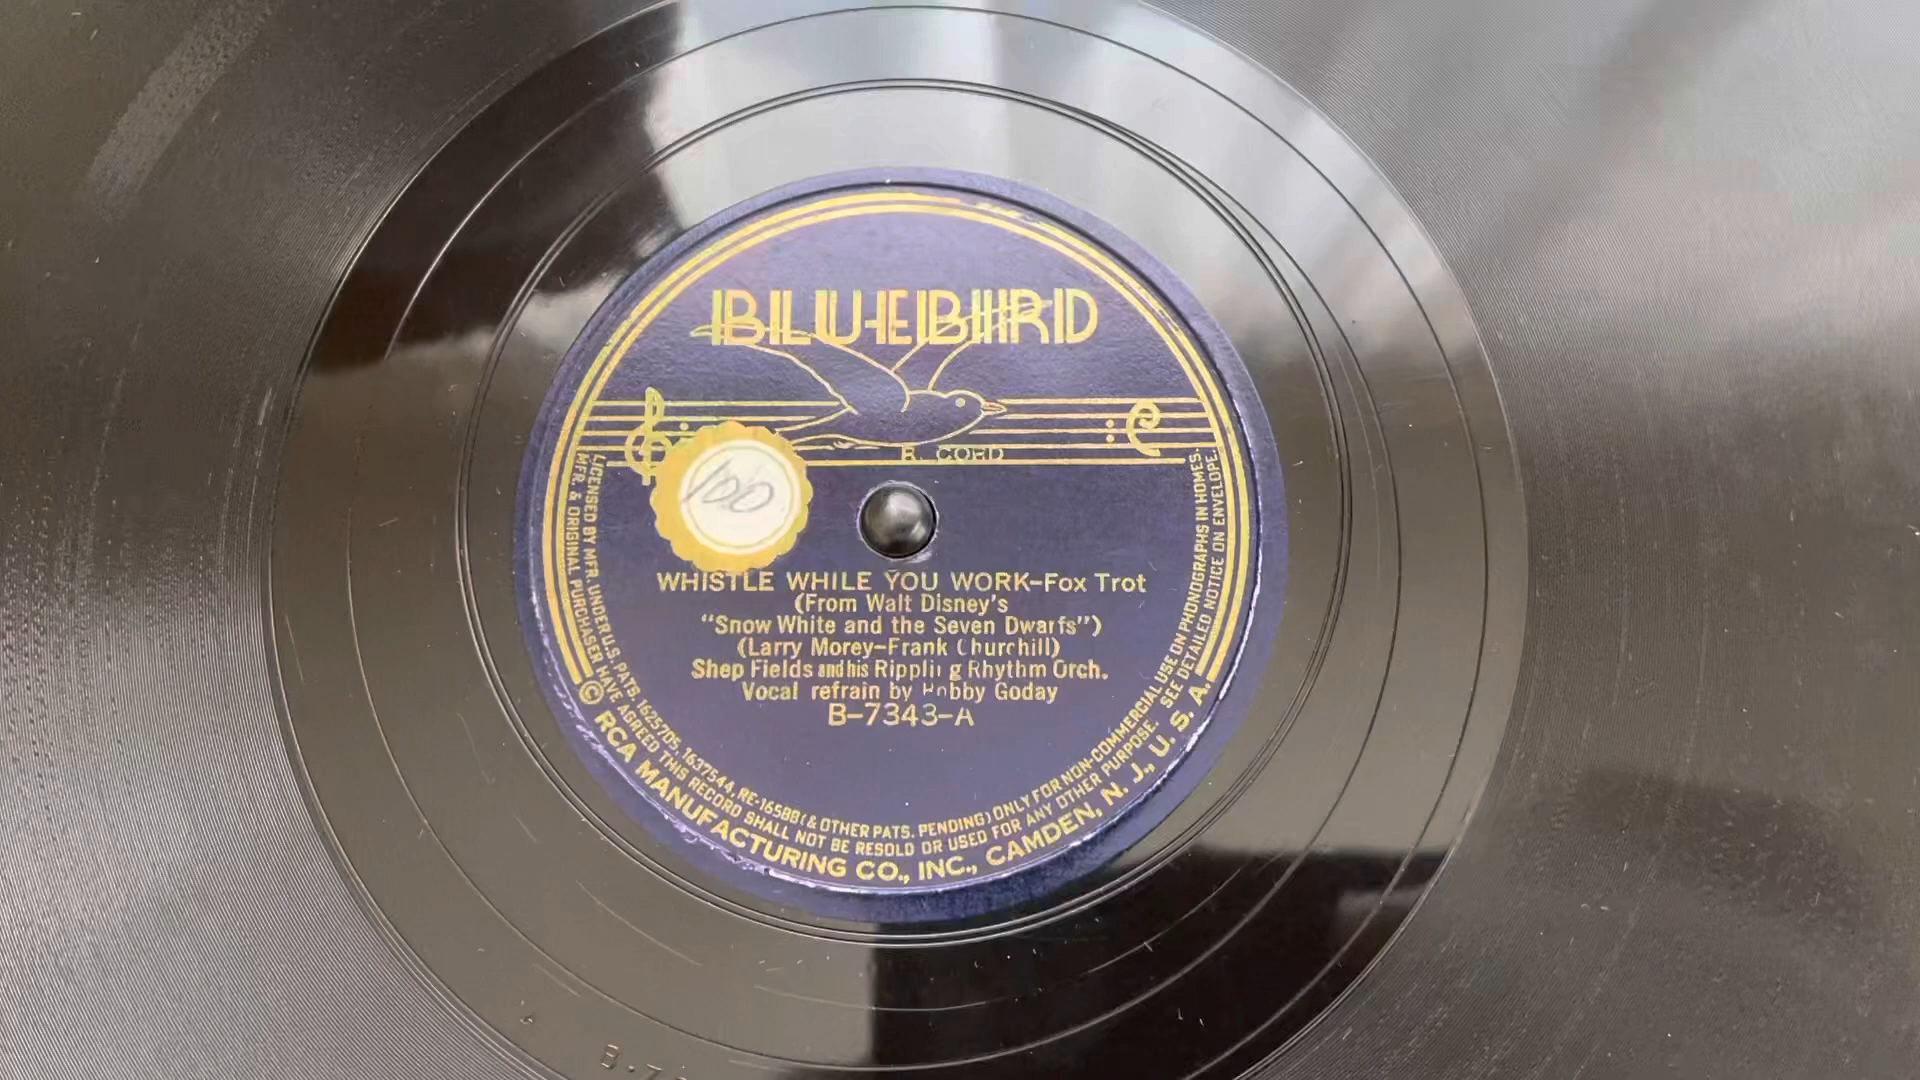 BLUEBIRD
100
WHISTLE WHILE YOU WORK–Fox Trot
(From Walt Disney's
“Snow White and the Seven Dwarfs”)
(Larry Morey–Frank Churchill)
Shep Fields and his Rippling Rhythm Orch.
Vocal refrain by Bobby Goday
B–7343–A
LICENSED BY MFR. UNDER U.S. PATS. 1625705, 1637544, RE-16588 (& OTHER PATS. PENDING) ONLY FOR NON-COMMERCIAL USE ON PHONOGRAPHS IN HOMES.
MFR. & ORIGINAL PURCHASER HAVE AGREED THIS RECORD SHALL NOT BE RESOLD OR USED FOR ANY OTHER PURPOSE. SEE DETAILED NOTICE ON ENVELOPE.
© RCA MANUFACTURING CO., INC., CAMDEN, N. J., U. S. A.